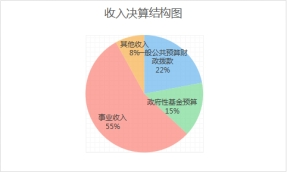 收入决算结构图
其他收入
8%
一般公共预算财
政拨款
22%
政府性基金预算
15%
事业收入
55%